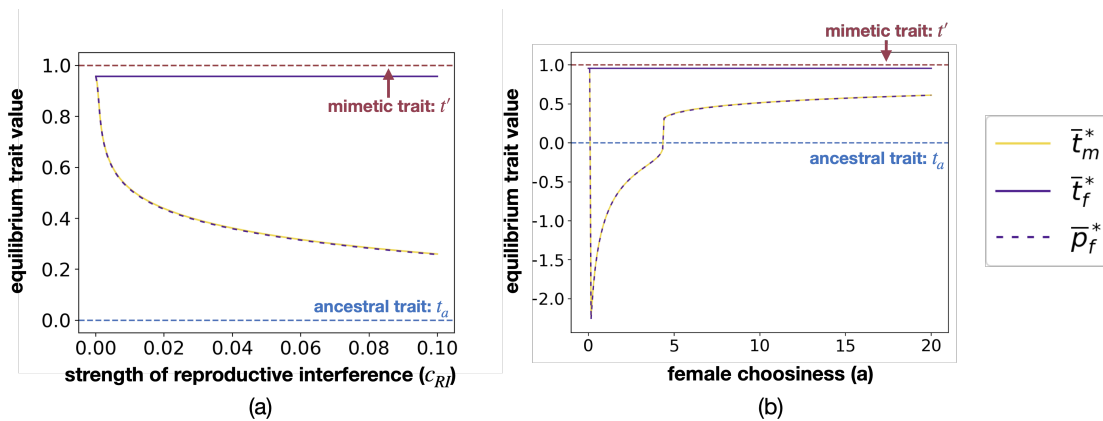 mimetic trait: t′
1.0
0.8
0.6
0.4
0.2
0.0
equilibrium trait value
mimetic trait: t′
ancestral trait: tₐ
0.00 0.02 0.04 0.06 0.08 0.10
strength of reproductive interference (c_RI)
(a)
1.0
0.5
0.0
-0.5
-1.0
-1.5
-2.0
equilibrium trait value
ancestral trait: tₐ
0 5 10 15 20
female choosiness (a)
(b)
t̄*ₘ
t̄*_f
p̄*_f